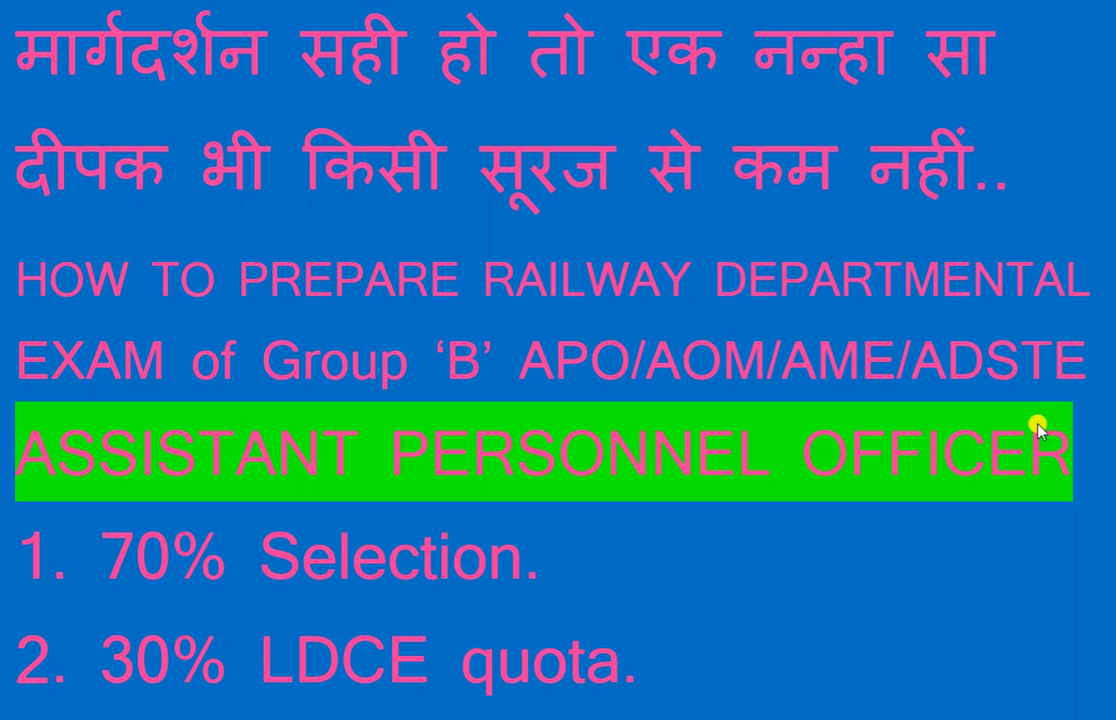 मार्गदर्शन सही हो तो एक नन्हा सा
दीपक भी किसी सूरज से कम नहीं..
HOW TO PREPARE RAILWAY DEPARTMENTAL
EXAM of Group ‘B’ APO/AOM/AME/ADSTE
ASSISTANT PERSONNEL OFFICER
1. 70% Selection.
2. 30% LDCE quota.